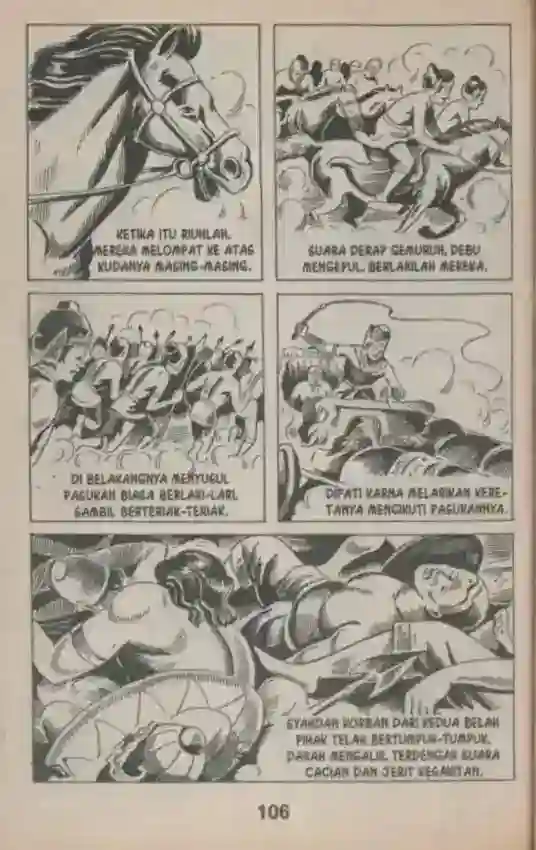 KETIKA ITU RIUHLAH.
MEREKA MELOMPAT KE ATAS
KUDANYA MASING-MASING.
SUARA DERAP GEMURUH, DEBU
MENGEPUL. BERLARILAH MEREKA.
DI BELAKANGNYA MENYUSUL
PASUKAN BIASA BERLARI-LARI,
SAMBIL BERTERIAK-TERIAK.
DIPATI KARNA MELARIKAN KERE-
TANYA MENGIKUTI PASUKANNYA.
SYAHDAN KORBAN DARI KEDUA BELAH
PIHAK TELAH BERTUMPUK-TUMPUK.
DARAH MENGALIR. TERDENGAR SUARA
CACIAN DAN JERIT KESAKITAN.
106